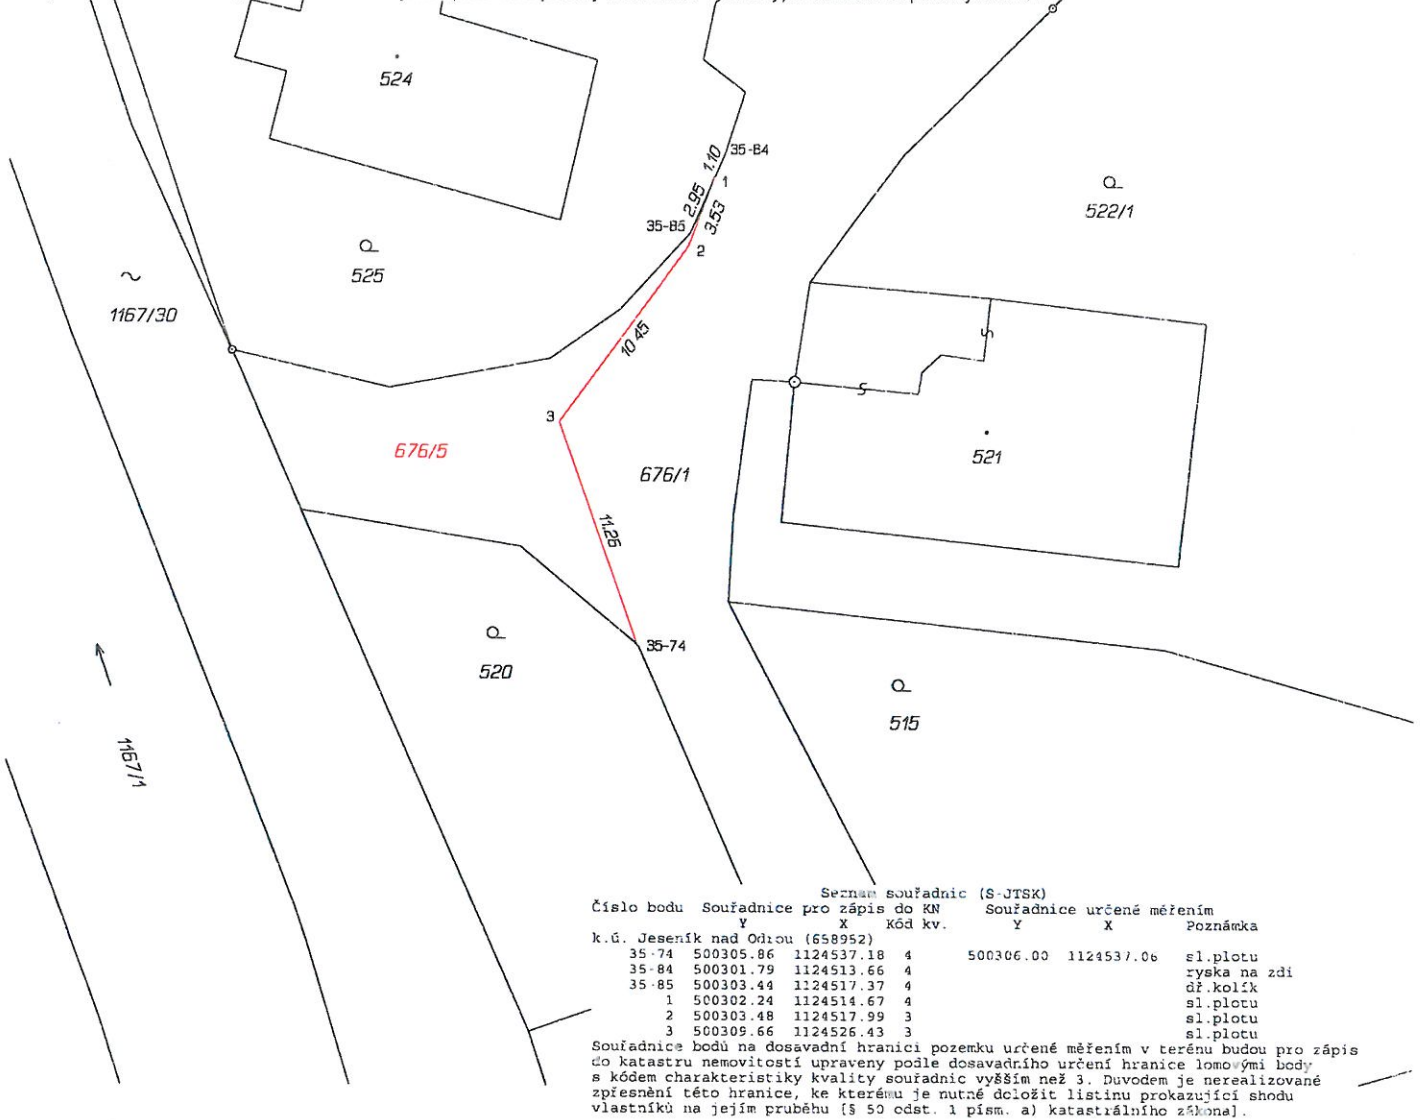 524
35-84
1.10
1
2.95
3.53
35-85
2
522/1
525
1167/30
10.45
3
676/5
676/1
521
11.26
35-74
520
515
1167/1
Seznam souřadnic (S-JTSK)
Číslo bodu Souřadnice pro zápis do KN Souřadnice určené měřením
Y X Kód kv. Y X Poznámka
k.ú. Jeseník nad Odrou (658952)
35-74 500305.86 1124537.18 4 500306.00 1124537.06 sl.plotu
35-84 500301.79 1124513.66 4 ryska na zdi
35-85 500303.44 1124517.37 4 dř.kolík
1 500302.24 1124514.67 4 sl.plotu
2 500303.48 1124517.99 3 sl.plotu
3 500309.66 1124526.43 3 sl.plotu
Souřadnice bodů na dosavadní hranici pozemku určené měřením v terénu budou pro zápis
do katastru nemovitostí upraveny podle dosavadního určení hranice lomovými body
s kódem charakteristiky kvality souřadnic vyšším než 3. Důvodem je nerealizované
zpřesnění této hranice, ke kterému je nutné doložit listinu prokazující shodu
vlastníků na jejím průběhu [§ 50 odst. 1 písm. a) katastrálního zákona].